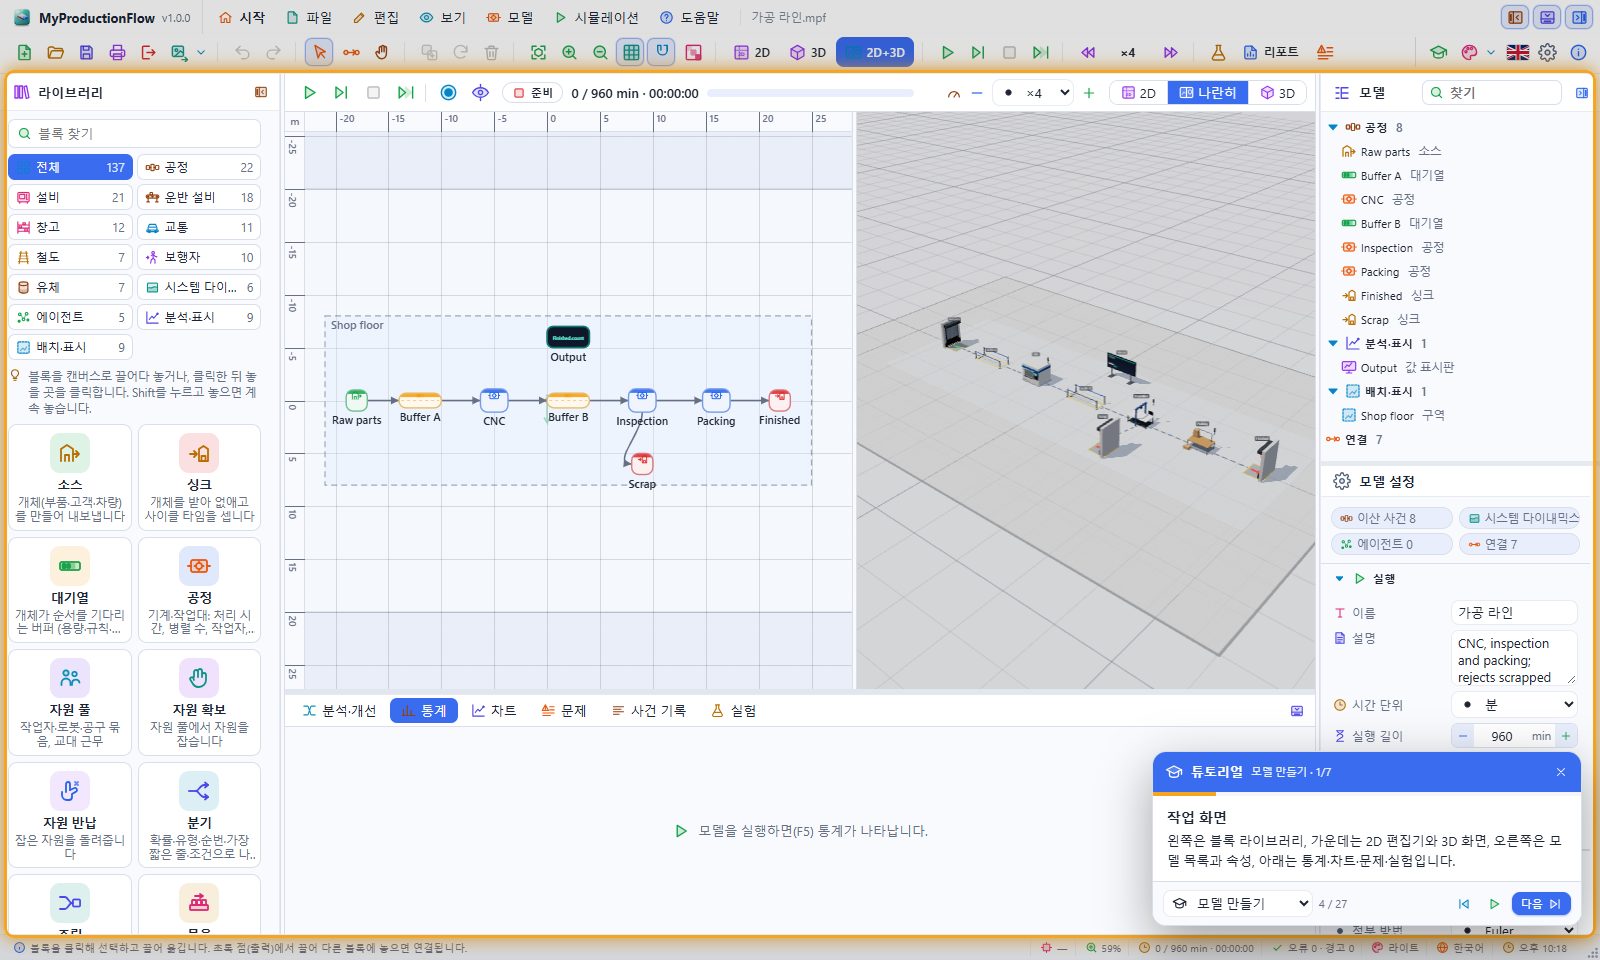 MyProductionFlow v1.0.0 시작 파일 편집 보기 모델 시뮬레이션 도움말 가공 라인.mpf
2D 3D 2D+3D ×4 리포트
라이브러리
블록 찾기
전체 137 공정 22
설비 21 운반 설비 18
창고 12 교통 11
철도 7 보행자 10
유체 7 시스템 다이... 6
에이전트 5 분석·표시 9
배치·표시 9
블록을 캔버스로 끌어다 놓거나, 클릭한 뒤 놓
을 곳을 클릭합니다. Shift를 누르고 놓으면 계
속 놓습니다.
소스 싱크
개체(부품·고객·차량) 개체를 받아 없애고
를 만들어 내보냅니다 사이클 타임을 셉니다
대기열 공정
개체가 순서를 기다리 기계·작업대: 처리 시
는 버퍼 (용량·규칙·... 간, 병렬 수, 작업자,..
자원 풀 자원 확보
작업자·로봇·공구 묶 자원 풀에서 자원을
음, 교대 근무 잡습니다
자원 반납 분기
잡은 자원을 돌려줍니 확률·유형·순번·가장
다 짧은 줄·조건으로 나..
준비 0 / 960 min · 00:00:00 ×4 2D 나란히 3D
m -20 -15 -10 -5 0 5 10 15 20 25
-25
-20
-15
-10
-5
0
5
10
15
20
25
Shop floor
Finished.count
Output
Raw parts Buffer A CNC Buffer B Inspection Packing Finished
Scrap
분석·개선 통계 차트 문제 사건 기록 실험
모델을 실행하면(F5) 통계가 나타납니다.
모델 찾기
공정 8
Raw parts 소스
Buffer A 대기열
CNC 공정
Buffer B 대기열
Inspection 공정
Packing 공정
Finished 싱크
Scrap 싱크
분석·표시 1
Output 값 표시판
배치·표시 1
Shop floor 구역
연결 7
모델 설정
이산 사건 8 시스템 다이내믹스
에이전트 0 연결 7
실행
이름 가공 라인
설명 CNC, inspection
and packing;
rejects scrapped
시간 단위 분
실행 길이 960 min
튜토리얼 모델 만들기 · 1/7
작업 화면
왼쪽은 블록 라이브러리, 가운데는 2D 편집기와 3D 화면, 오른쪽은 모
델 목록과 속성, 아래는 통계·차트·문제·실험입니다.
모델 만들기 4 / 27 다음
Euler
블록을 클릭해 선택하고 끌어 옮깁니다. 초록 점(출력)에서 끌어 다른 블록에 놓으면 연결됩니다. — 59% 0 / 960 min · 00:00:00 오류 0 · 경고 0 라이트 한국어 오후 10:18